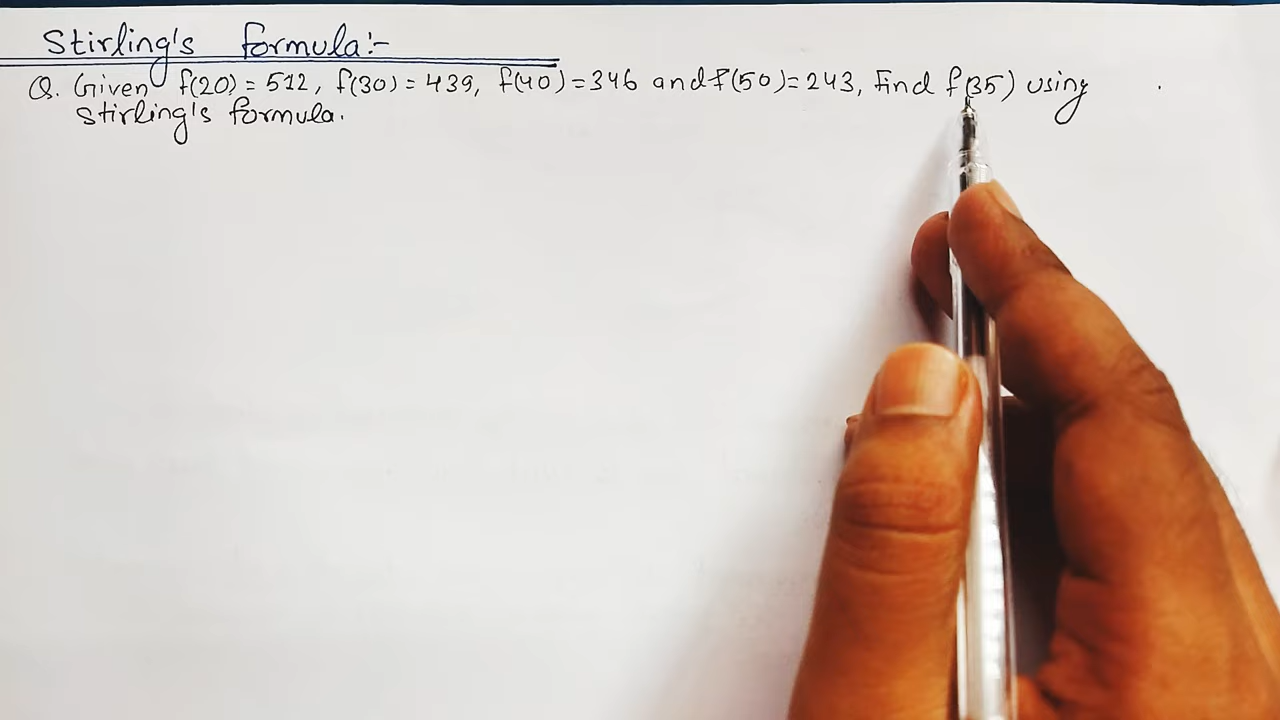 Stirling's formula:-
Q. Given f(20) = 512, f(30) = 439, f(40) = 346 and f(50) = 243, Find f(35) using
stirling's formula.